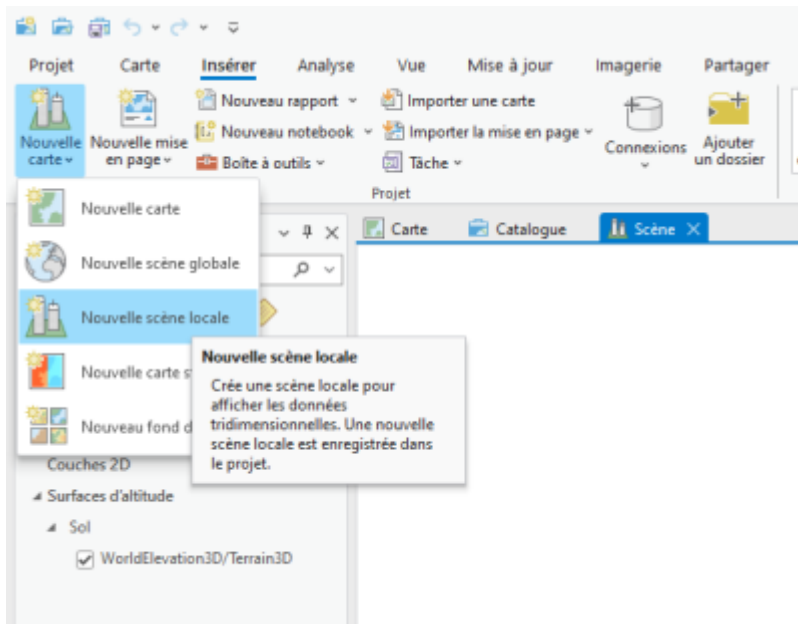 Projet Carte Insérer Analyse Vue Mise à jour Imagerie Partager
Nouvelle carte
Nouvelle mise en page
Nouveau rapport
Nouveau notebook
Boîte à outils
Importer une carte
Importer la mise en page
Tâche
Connexions
Ajouter un dossier
Projet
Nouvelle carte
Nouvelle scène globale
Nouvelle scène locale
Nouvelle carte
Nouveau fond
Carte Catalogue Scène
Nouvelle scène locale
Crée une scène locale pour
afficher les données
tridimensionnelles. Une nouvelle
scène locale est enregistrée dans
le projet.
Couches 2D
Surfaces d'altitude
Sol
WorldElevation3D/Terrain3D